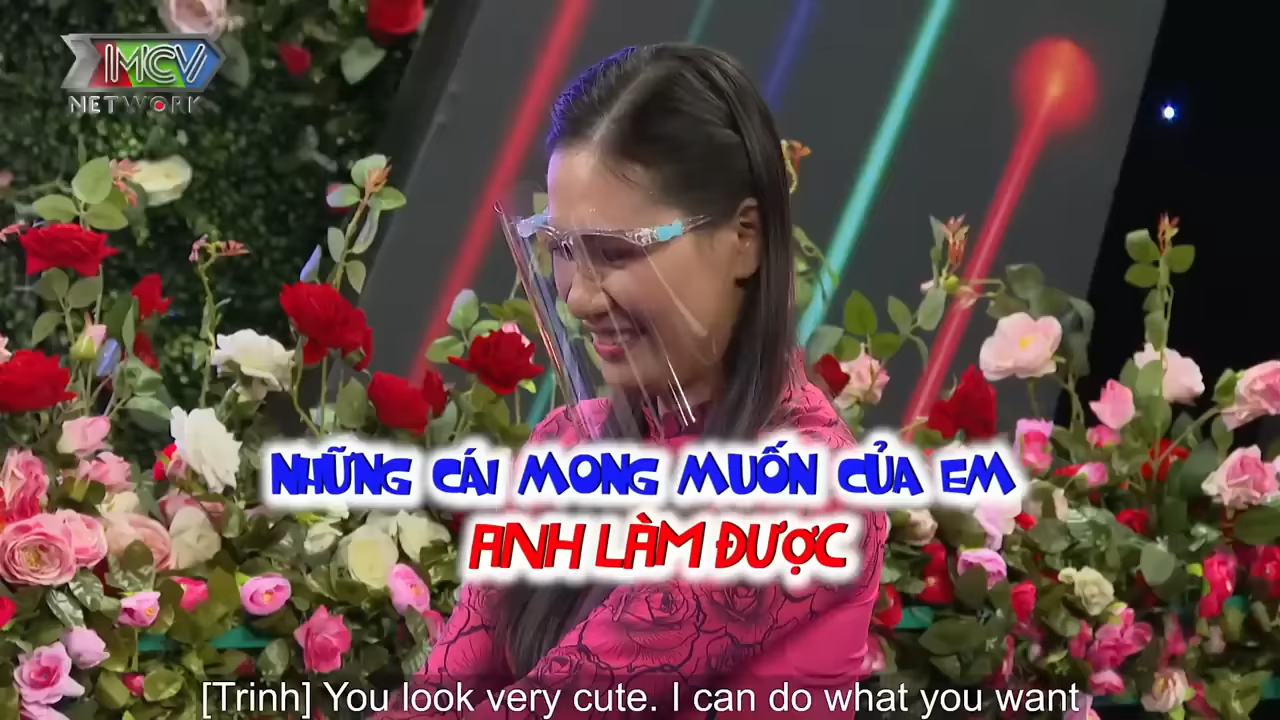 MCV
NETWORK
NHỮNG CÁI MONG MUỐN CỦA EM
ANH LÀM ĐƯỢC
[Trinh] You look very cute. I can do what you want